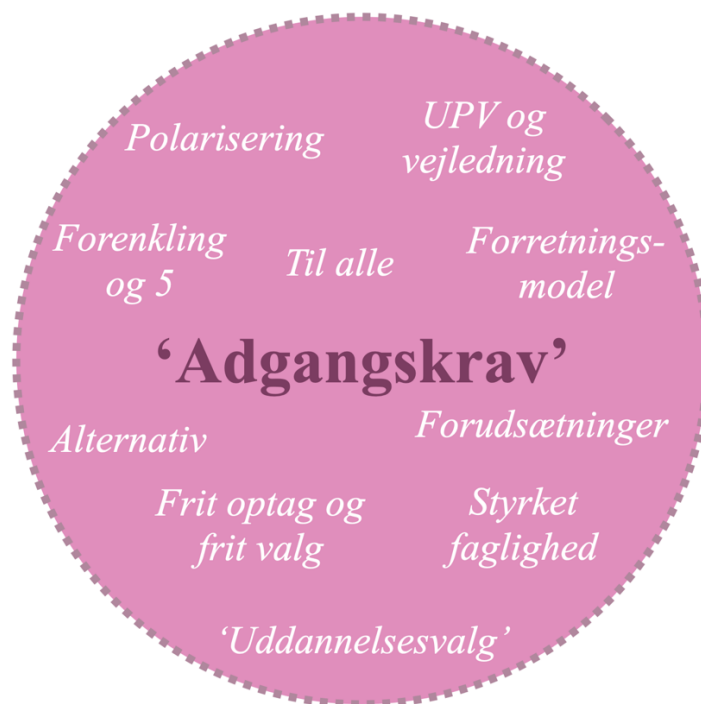 Polarisering
UPV og
vejledning
Forenkling
og 5
Til alle
Forretnings-
model
‘Adgangskrav’
Alternativ
Forudsætninger
Frit optag og
frit valg
Styrket
faglighed
‘Uddannelsesvalg’